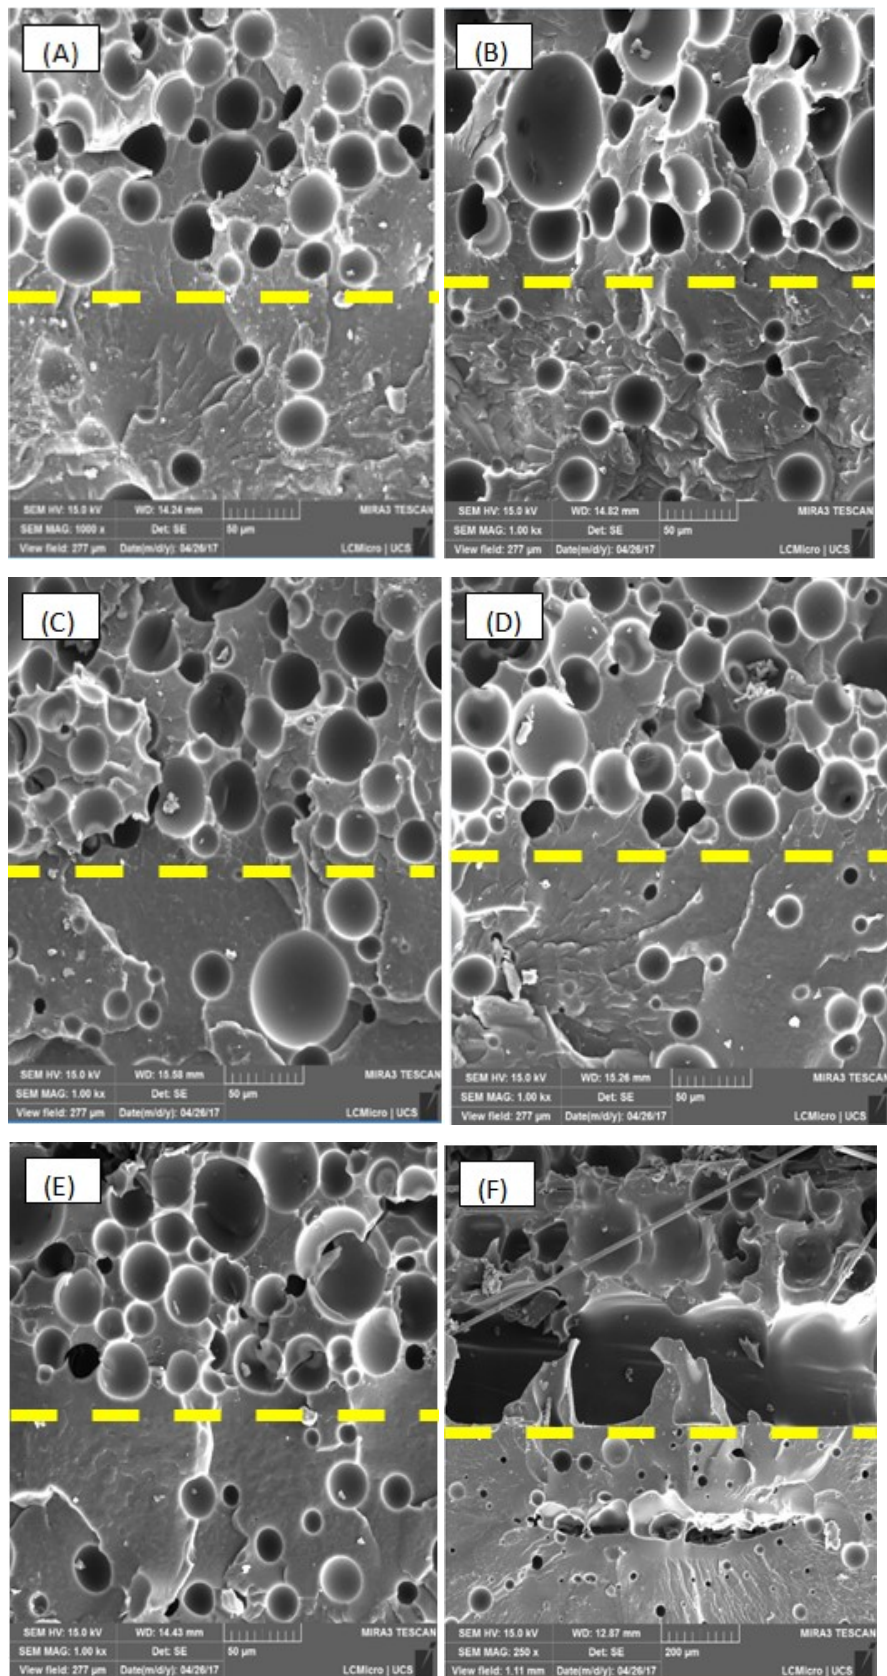 (A)
SEM HV: 15.0 kV WD: 14.24 mm MIRA3 TESCAN
SEM MAG: 1000 x Det: SE 50 µm
View field: 277 µm Date(m/d/y): 04/26/17 LCMicro | UCS
(B)
SEM HV: 15.0 kV WD: 14.82 mm MIRA3 TESCAN
SEM MAG: 1.00 kx Det: SE 50 µm
View field: 277 µm Date(m/d/y): 04/26/17 LCMicro | UCS
(C)
SEM HV: 15.0 kV WD: 15.58 mm MIRA3 TESCAN
SEM MAG: 1.00 kx Det: SE 50 µm
View field: 277 µm Date(m/d/y): 04/26/17 LCMicro | UCS
(D)
SEM HV: 15.0 kV WD: 15.26 mm MIRA3 TESCAN
SEM MAG: 1.00 kx Det: SE 50 µm
View field: 277 µm Date(m/d/y): 04/26/17 LCMicro | UCS
(E)
SEM HV: 15.0 kV WD: 14.43 mm MIRA3 TESCAN
SEM MAG: 1.00 kx Det: SE 50 µm
View field: 277 µm Date(m/d/y): 04/26/17 LCMicro | UCS
(F)
SEM HV: 15.0 kV WD: 12.87 mm MIRA3 TESCAN
SEM MAG: 250 x Det: SE 200 µm
View field: 1.11 mm Date(m/d/y): 04/26/17 LCMicro | UCS